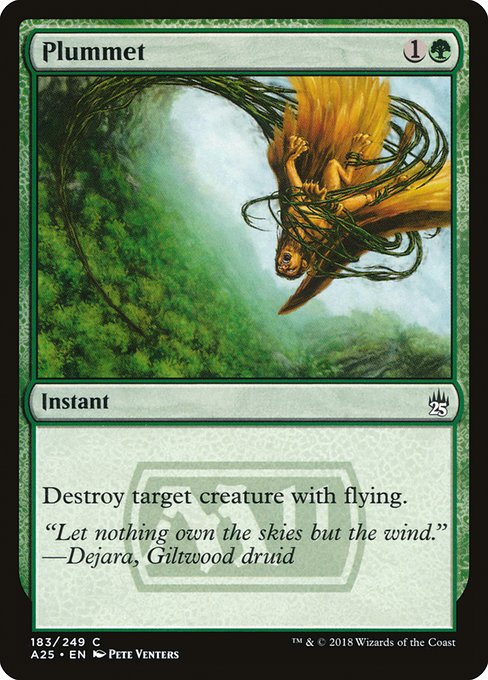 Plummet 1
Instant
25
Destroy target creature with flying.
“Let nothing own the skies but the wind.”
—Dejara, Giltwood druid
183/249 C
™ & © 2018 Wizards of the Coast
A25 • EN Pete Venters